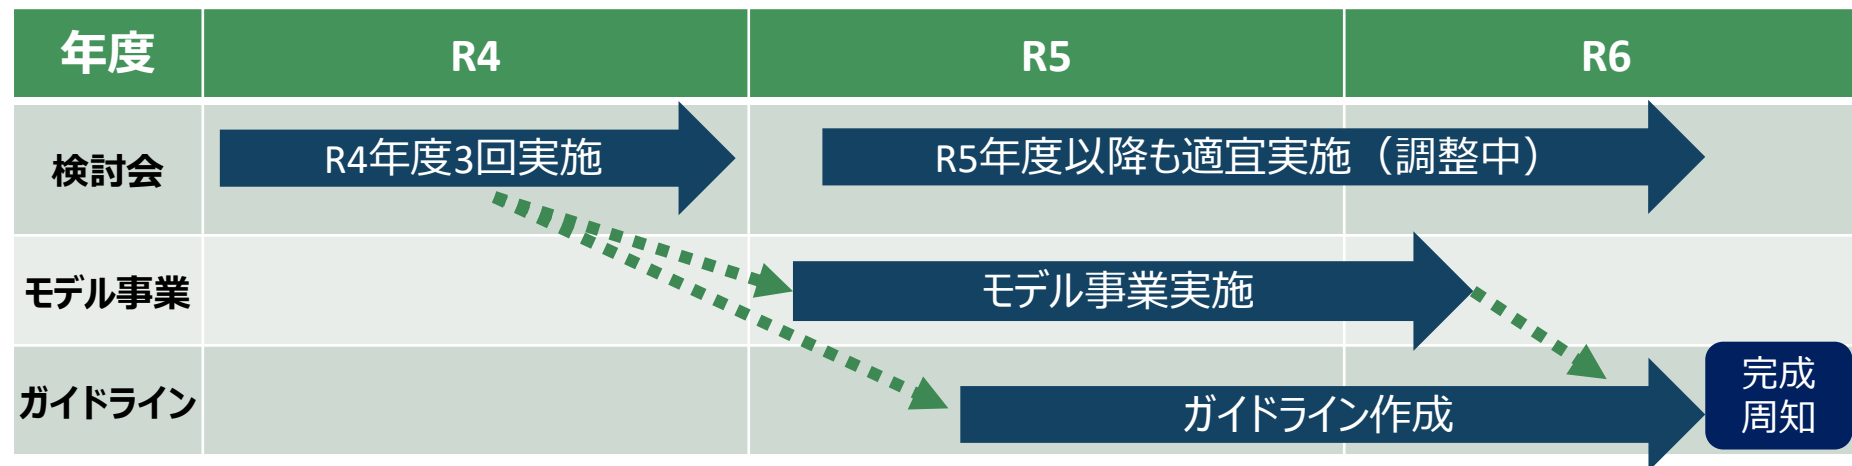 年度
R4
R5
R6
検討会
R4年度3回実施
R5年度以降も適宜実施（調整中）
モデル事業
モデル事業実施
ガイドライン
ガイドライン作成
完成
周知